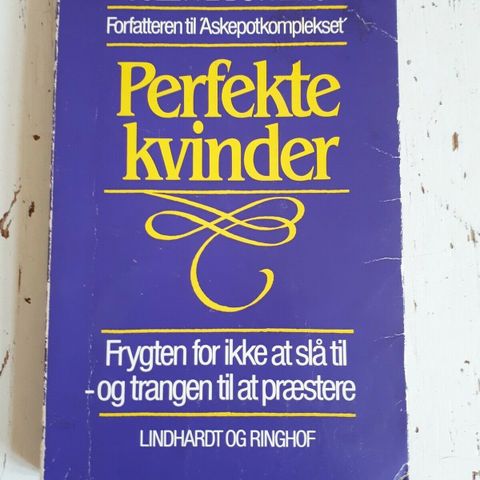 Forfatteren til 'Askepotkomplekset'
Perfekte
kvinder
Frygten for ikke at slå til
- og trangen til at præstere
LINDHARDT OG RINGHOF